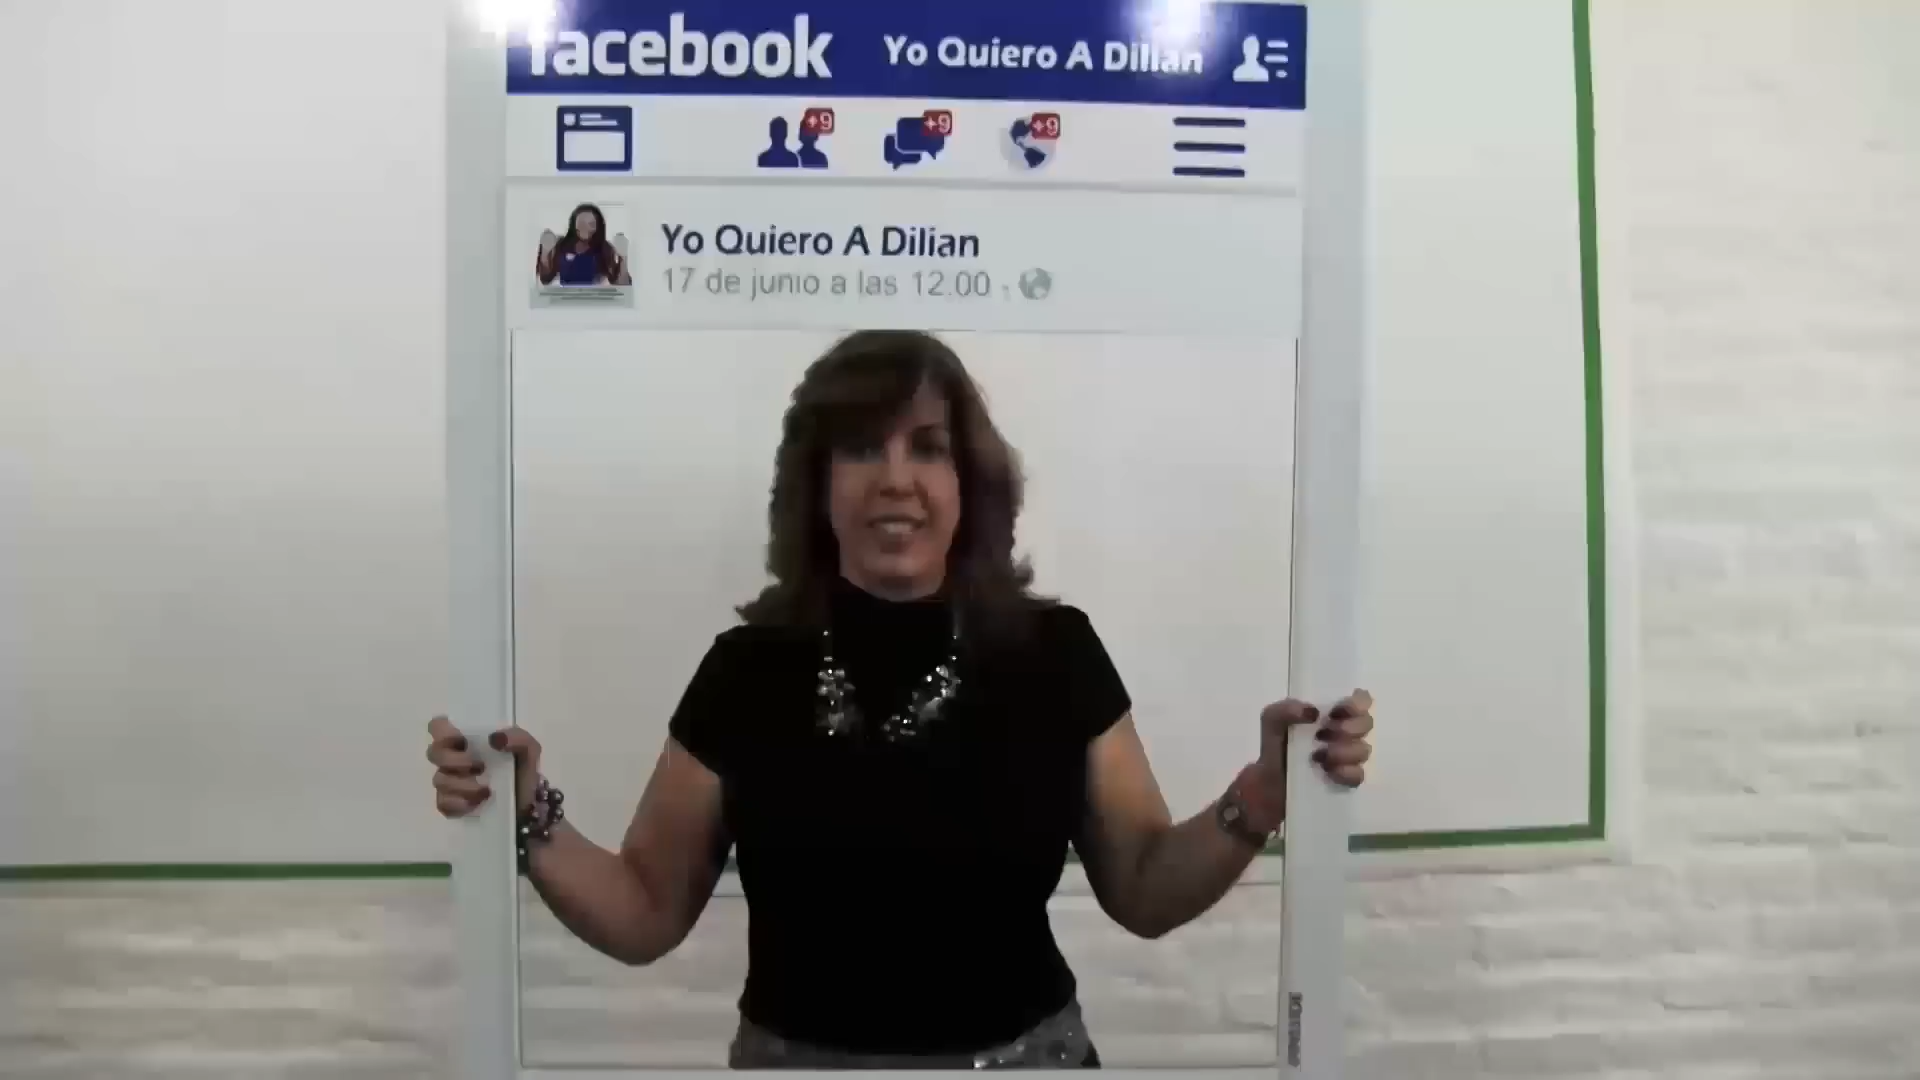 facebook Yo Quiero A Dilian
+9 +9 +9
Yo Quiero A Dilian
17 de junio a las 12.00